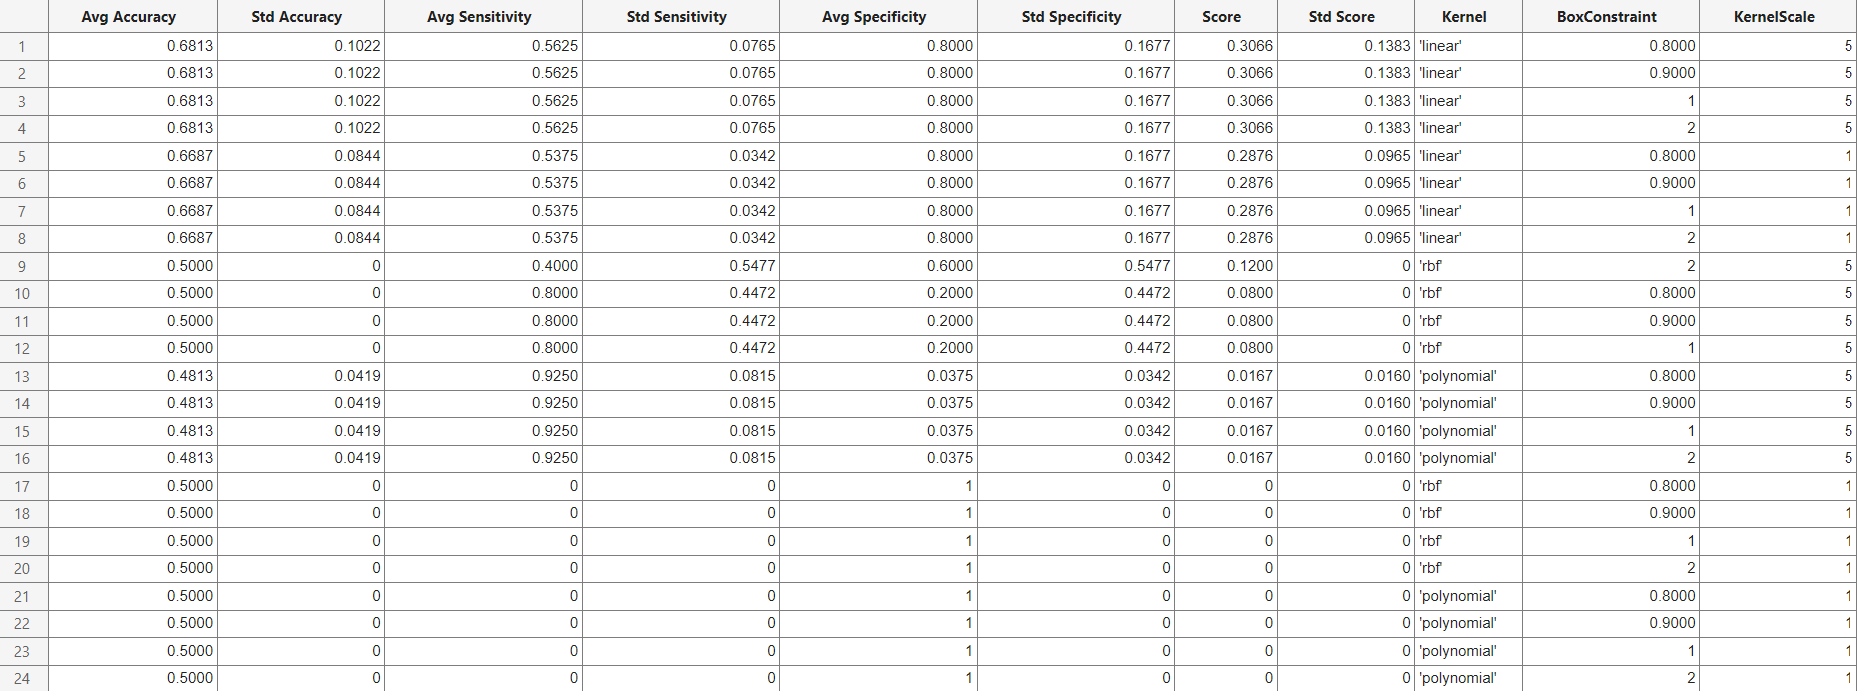 Avg Accuracy Std Accuracy Avg Sensitivity Std Sensitivity Avg Specificity Std Specificity Score Std Score Kernel BoxConstraint KernelScale
1 0.6813 0.1022 0.5625 0.0765 0.8000 0.1677 0.3066 0.1383 'linear' 0.8000 5
2 0.6813 0.1022 0.5625 0.0765 0.8000 0.1677 0.3066 0.1383 'linear' 0.9000 5
3 0.6813 0.1022 0.5625 0.0765 0.8000 0.1677 0.3066 0.1383 'linear' 1 5
4 0.6813 0.1022 0.5625 0.0765 0.8000 0.1677 0.3066 0.1383 'linear' 2 5
5 0.6687 0.0844 0.5375 0.0342 0.8000 0.1677 0.2876 0.0965 'linear' 0.8000 1
6 0.6687 0.0844 0.5375 0.0342 0.8000 0.1677 0.2876 0.0965 'linear' 0.9000 1
7 0.6687 0.0844 0.5375 0.0342 0.8000 0.1677 0.2876 0.0965 'linear' 1 1
8 0.6687 0.0844 0.5375 0.0342 0.8000 0.1677 0.2876 0.0965 'linear' 2 1
9 0.5000 0 0.4000 0.5477 0.6000 0.5477 0.1200 0 'rbf' 2 5
10 0.5000 0 0.8000 0.4472 0.2000 0.4472 0.0800 0 'rbf' 0.8000 5
11 0.5000 0 0.8000 0.4472 0.2000 0.4472 0.0800 0 'rbf' 0.9000 5
12 0.5000 0 0.8000 0.4472 0.2000 0.4472 0.0800 0 'rbf' 1 5
13 0.4813 0.0419 0.9250 0.0815 0.0375 0.0342 0.0167 0.0160 'polynomial' 0.8000 5
14 0.4813 0.0419 0.9250 0.0815 0.0375 0.0342 0.0167 0.0160 'polynomial' 0.9000 5
15 0.4813 0.0419 0.9250 0.0815 0.0375 0.0342 0.0167 0.0160 'polynomial' 1 5
16 0.4813 0.0419 0.9250 0.0815 0.0375 0.0342 0.0167 0.0160 'polynomial' 2 5
17 0.5000 0 0 0 1 0 0 0 'rbf' 0.8000 1
18 0.5000 0 0 0 1 0 0 0 'rbf' 0.9000 1
19 0.5000 0 0 0 1 0 0 0 'rbf' 1 1
20 0.5000 0 0 0 1 0 0 0 'rbf' 2 1
21 0.5000 0 0 0 1 0 0 0 'polynomial' 0.8000 1
22 0.5000 0 0 0 1 0 0 0 'polynomial' 0.9000 1
23 0.5000 0 0 0 1 0 0 0 'polynomial' 1 1
24 0.5000 0 0 0 1 0 0 0 'polynomial' 2 1